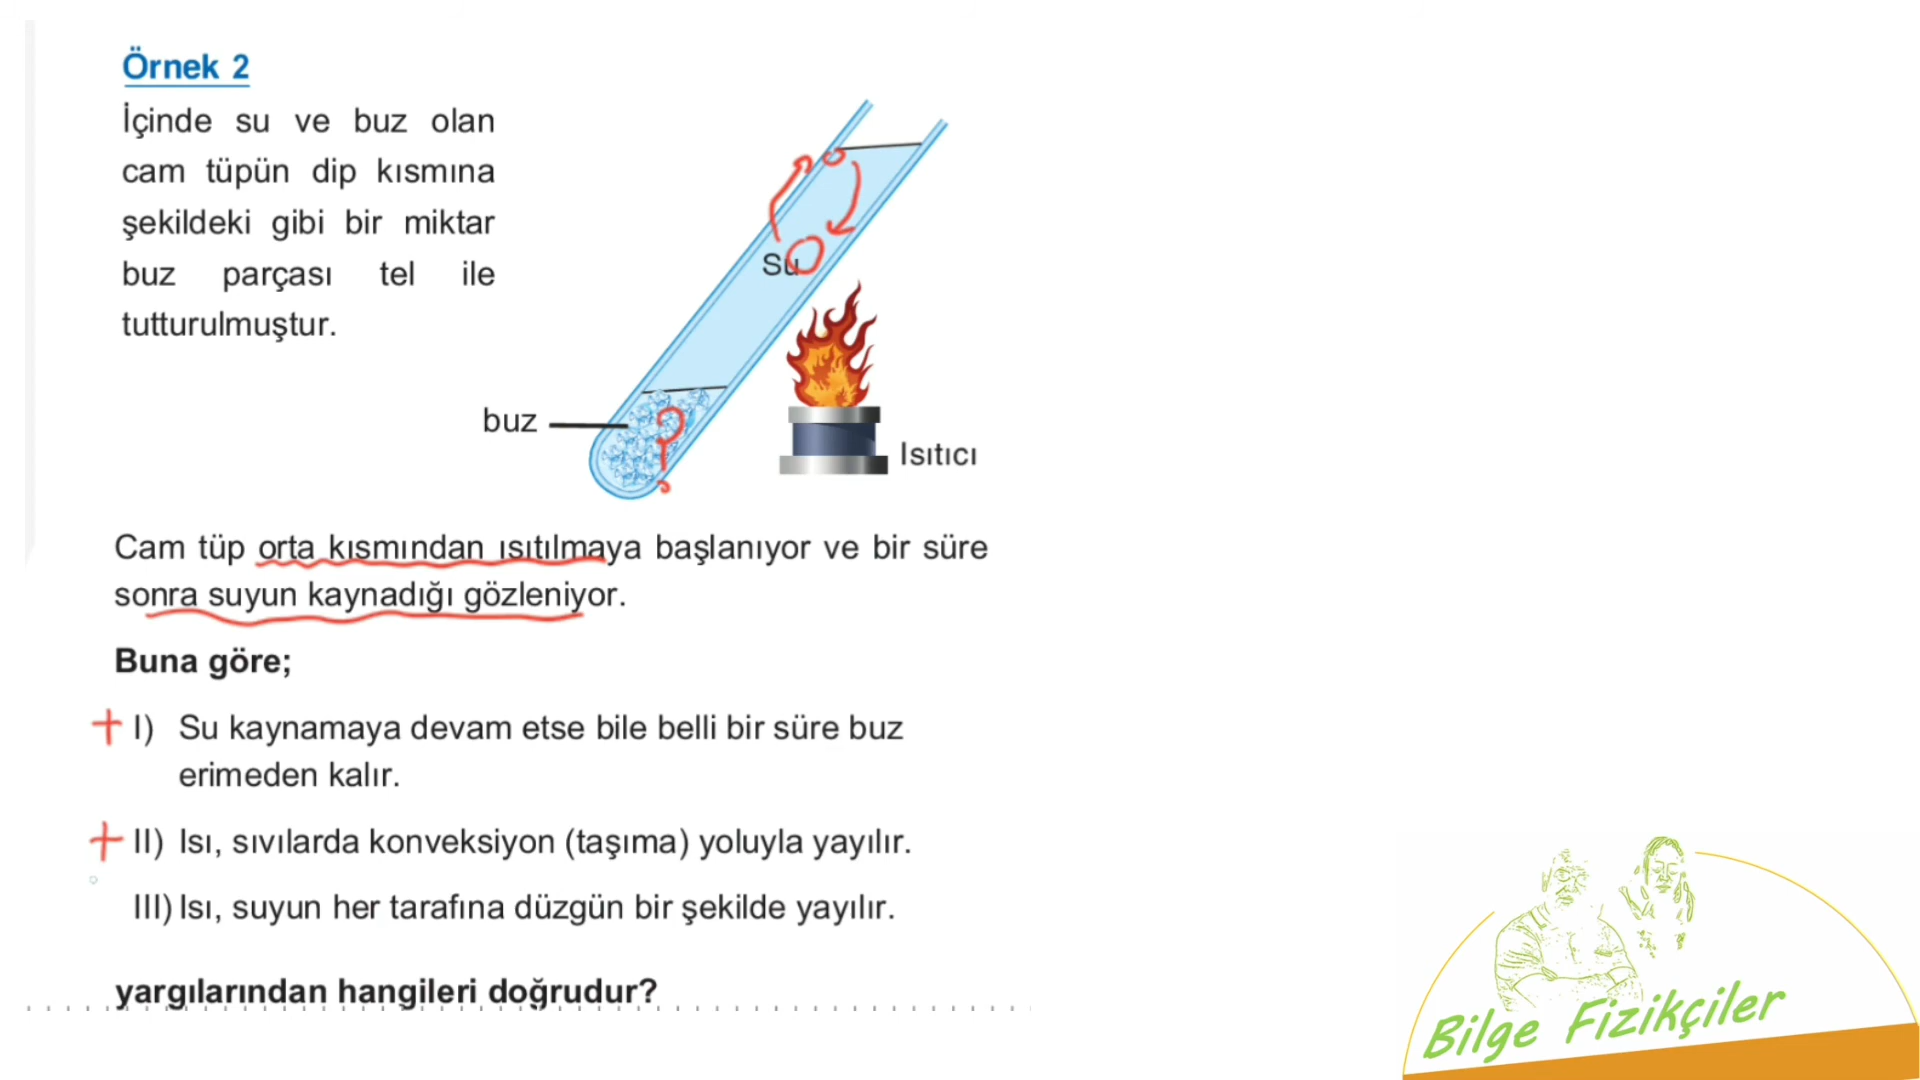 Örnek 2
İçinde su ve buz olan
cam tüpün dip kısmına
şekildeki gibi bir miktar
buz parçası tel ile
tutturulmuştur.
Su
buz
Isıtıcı
?
Cam tüp orta kısmından ısıtılmaya başlanıyor ve bir süre
sonra suyun kaynadığı gözleniyor.
Buna göre;
+ I) Su kaynamaya devam etse bile belli bir süre buz
erimeden kalır.
+ II) Isı, sıvılarda konveksiyon (taşıma) yoluyla yayılır.
III) Isı, suyun her tarafına düzgün bir şekilde yayılır.
yargılarından hangileri doğrudur?
Bilge Fizikçiler